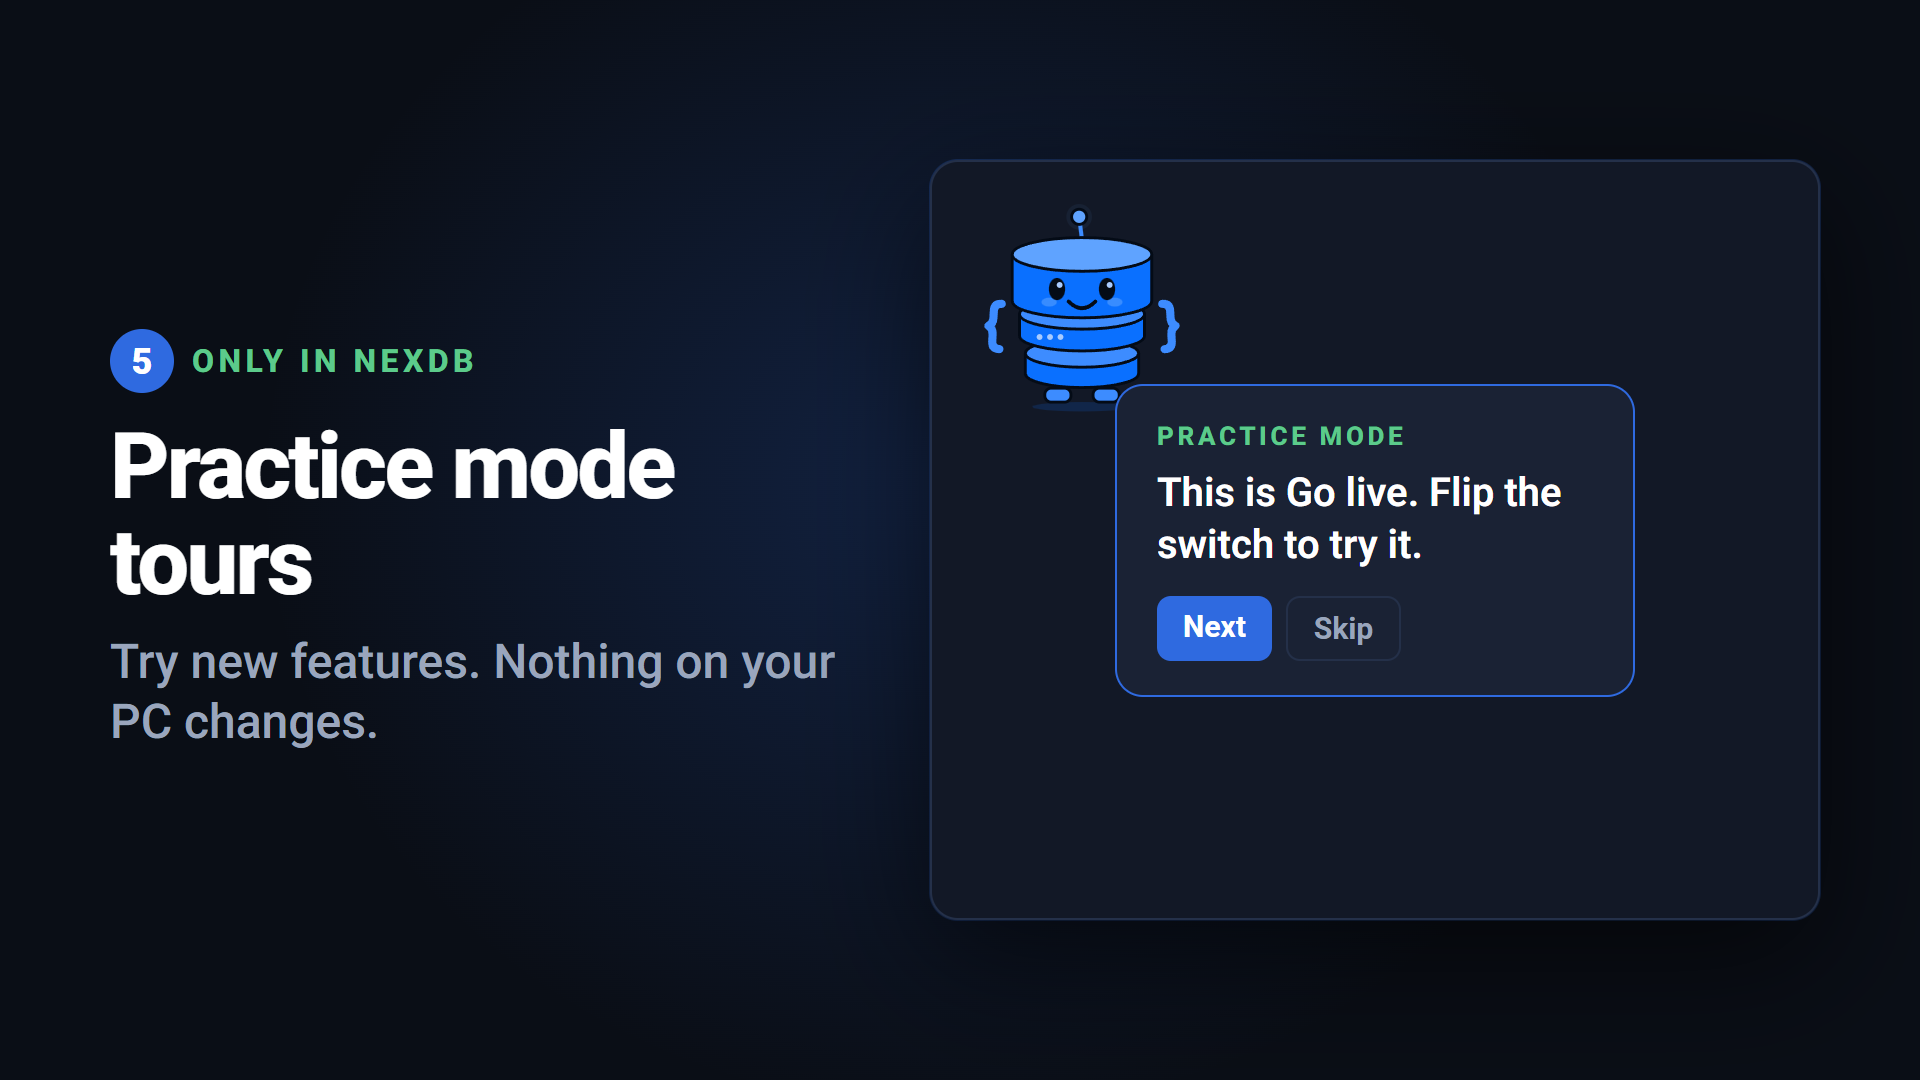 5
ONLY IN NEXDB
Practice mode
tours
Try new features. Nothing on your
PC changes.
PRACTICE MODE
This is Go live. Flip the
switch to try it.
Next
Skip